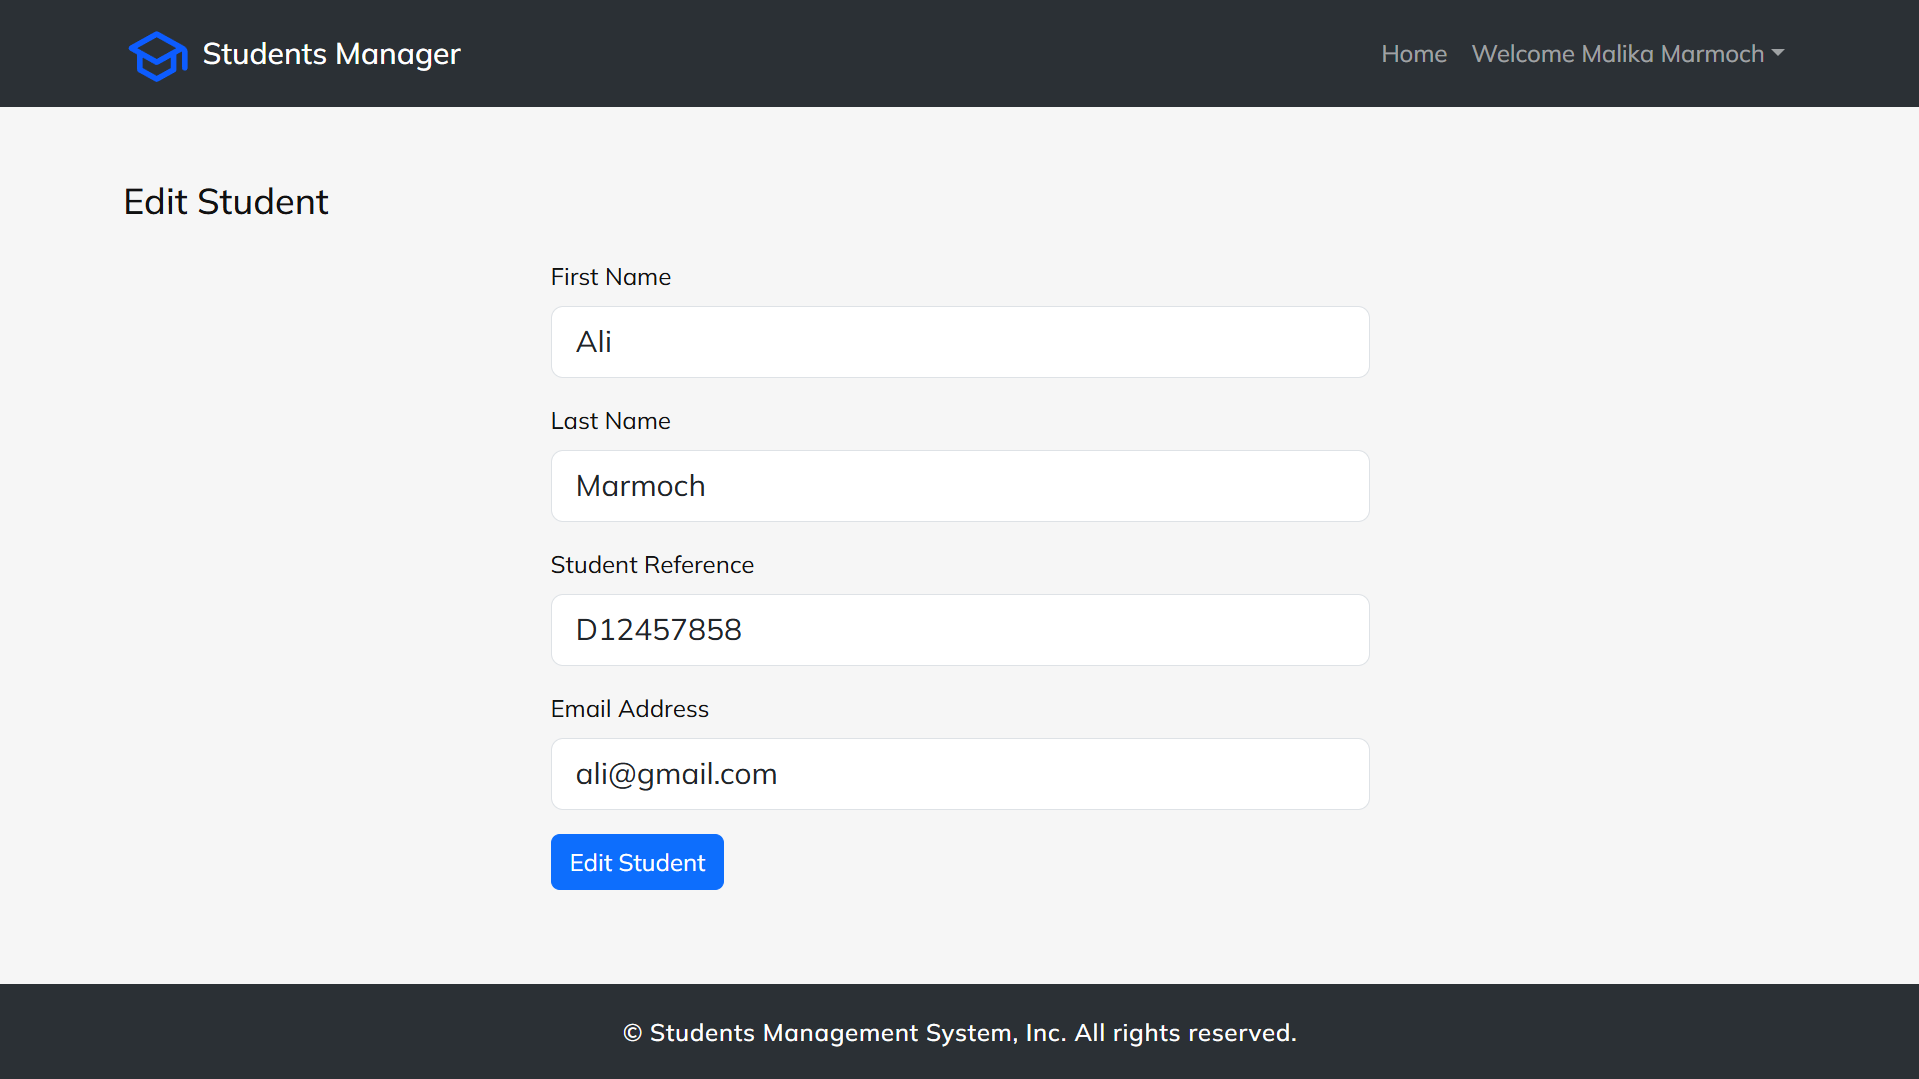 Students Manager
Home Welcome Malika Marmoch
Edit Student
First Name
Ali
Last Name
Marmoch
Student Reference
D12457858
Email Address
ali@gmail.com
Edit Student
© Students Management System, Inc. All rights reserved.